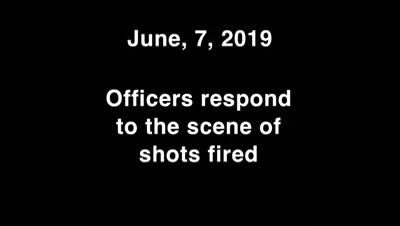 June, 7, 2019
Officers respond
to the scene of
shots fired